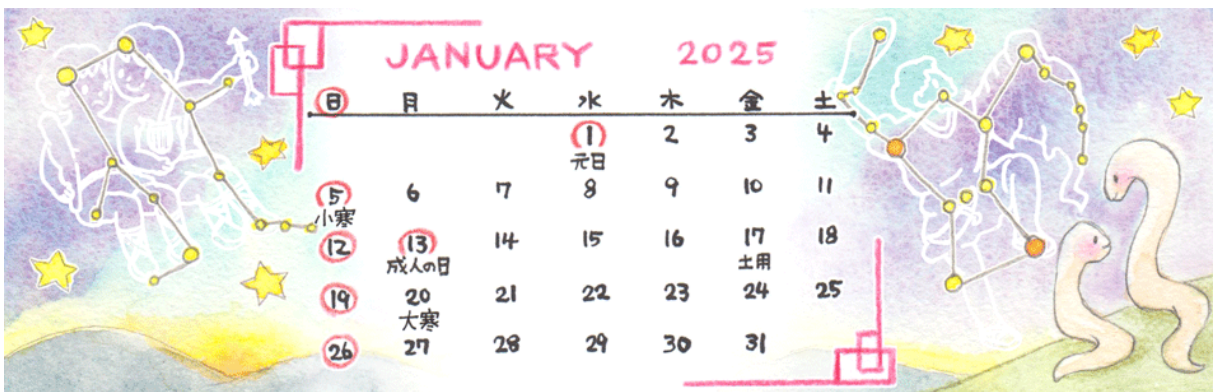 JANUARY 2025
日 月 火 水 木 金 土
1 2 3 4
元日
5 6 7 8 9 10 11
小寒
12 13 14 15 16 17 18
成人の日 土用
19 20 21 22 23 24 25
大寒
26 27 28 29 30 31